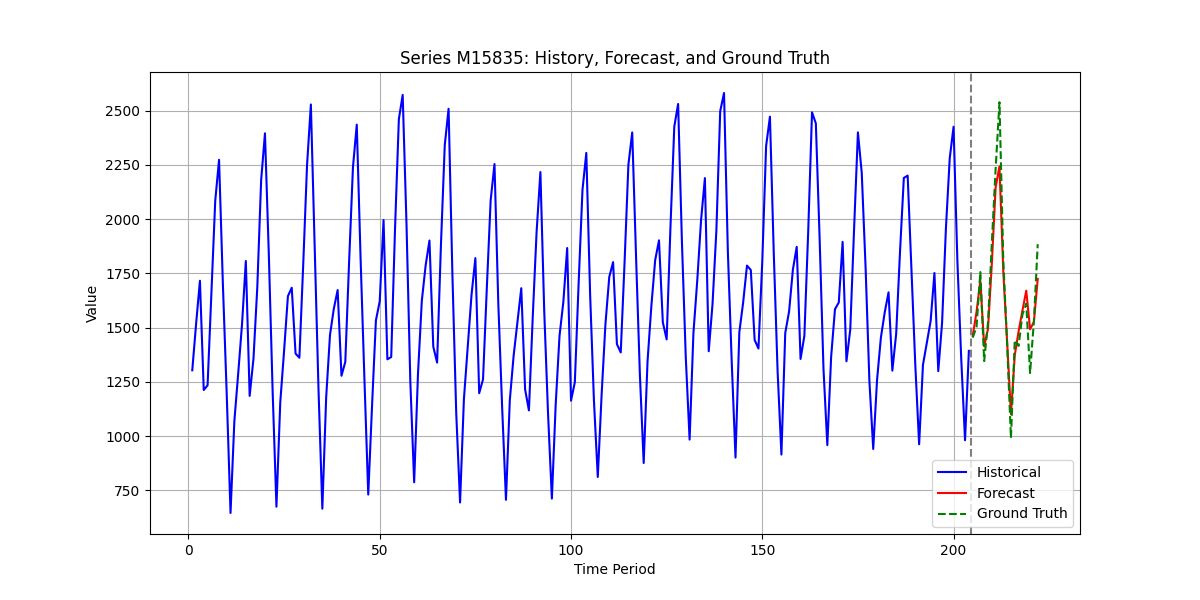 Series M15835: History, Forecast, and Ground Truth
2500
2250
2000
1750
1500
1250
1000
750
Value
0
50
100
150
200
Time Period
Historical
Forecast
Ground Truth